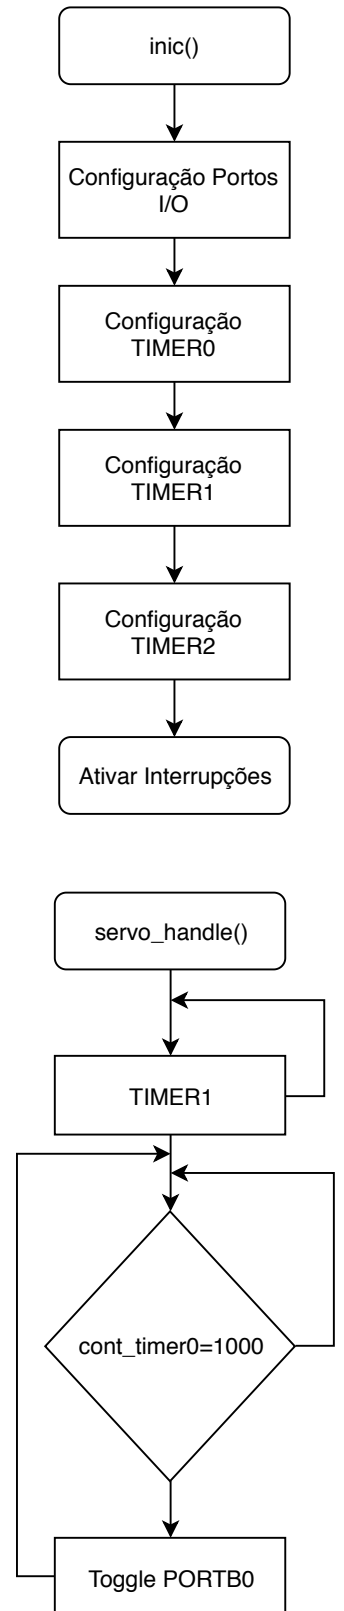 inic()
Configuração Portos
I/O
Configuração
TIMER0
Configuração
TIMER1
Configuração
TIMER2
Ativar Interrupções
servo_handle()
TIMER1
cont_timer0=1000
Toggle PORTB0